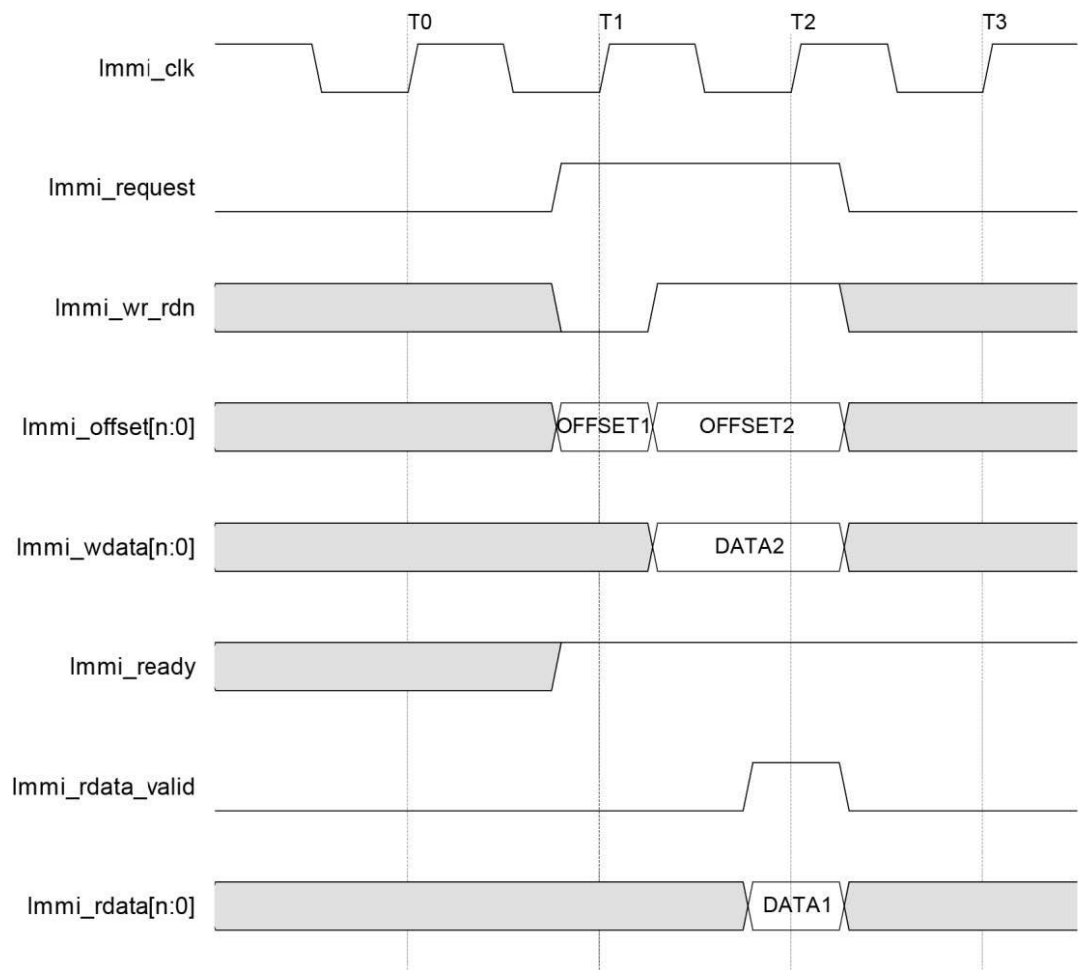 T0 T1 T2 T3
lmmi_clk
lmmi_request
lmmi_wr_rdn
lmmi_offset[n:0] OFFSET1 OFFSET2
lmmi_wdata[n:0] DATA2
lmmi_ready
lmmi_rdata_valid
lmmi_rdata[n:0] DATA1